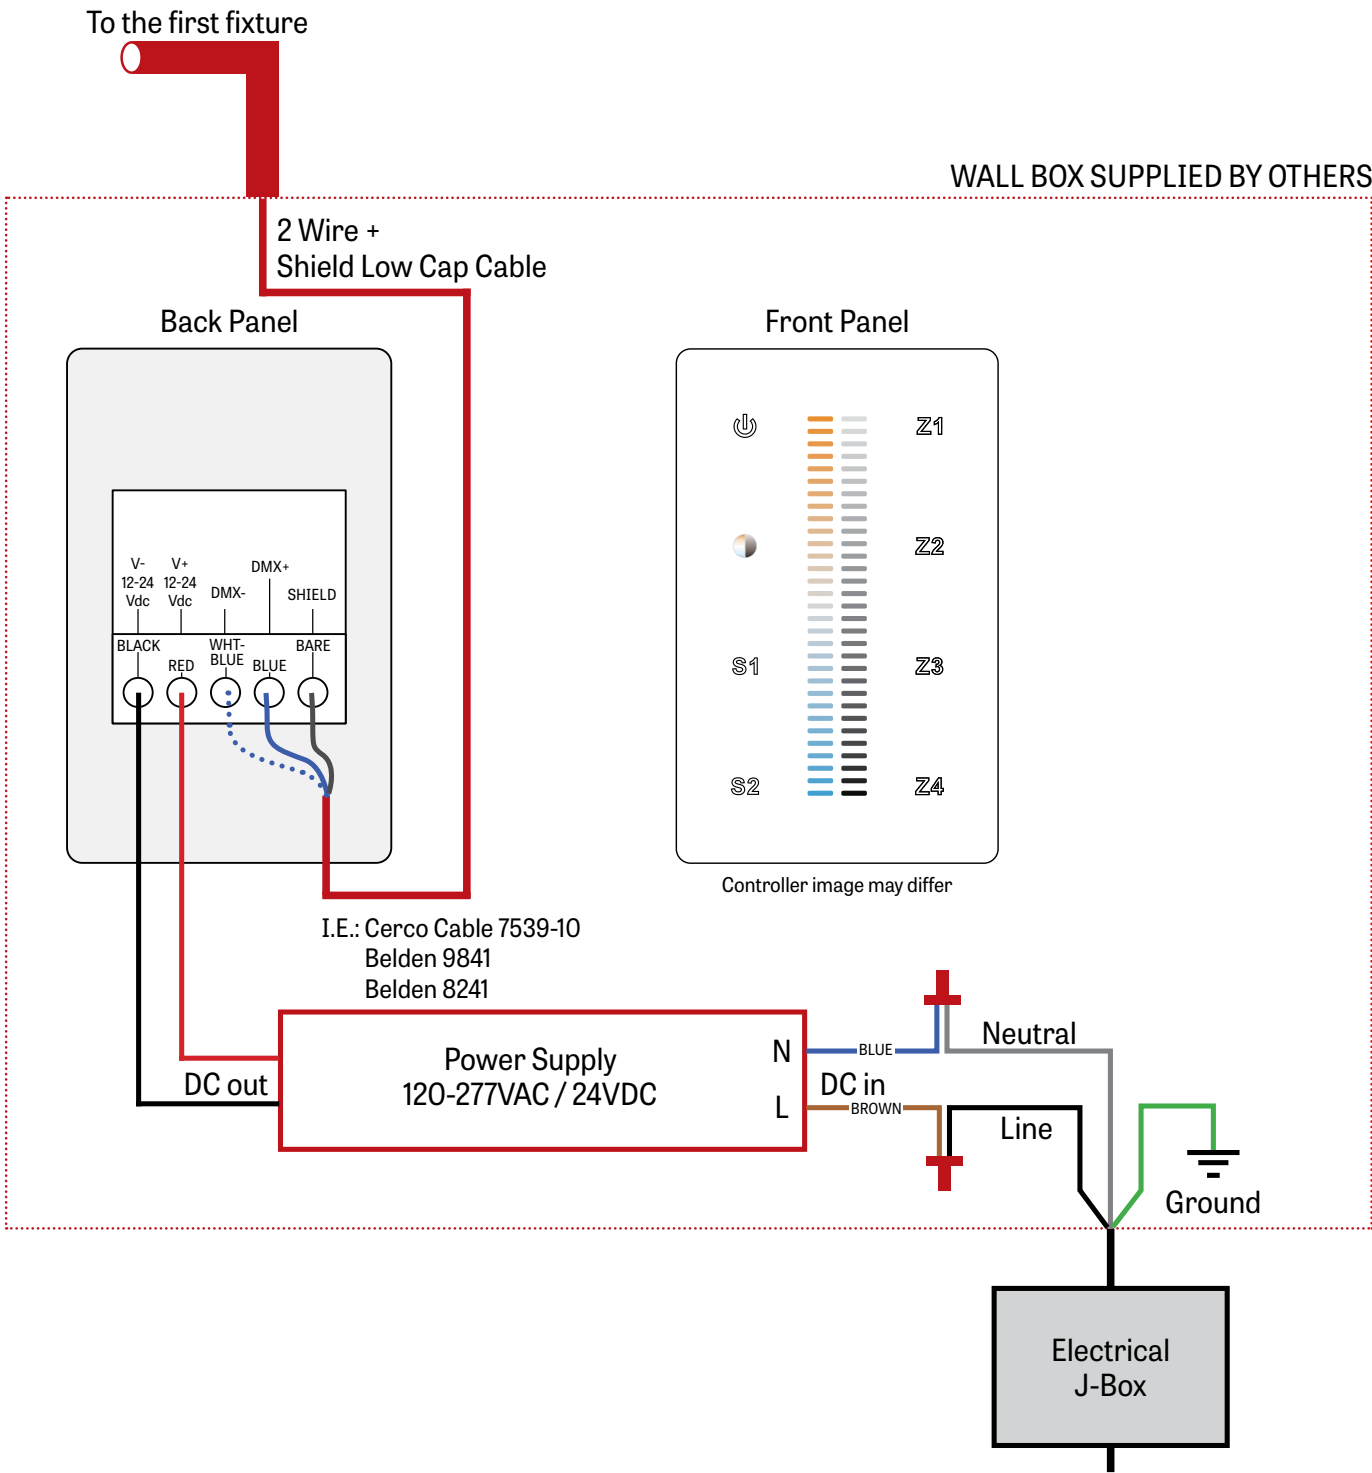 To the first fixture
WALL BOX SUPPLIED BY OTHERS
2 Wire +
Shield Low Cap Cable
Back Panel
V-
12-24
Vdc
V+
12-24
Vdc
DMX-
DMX+
SHIELD
BLACK
RED
WHT-
BLUE
BLUE
BARE
Front Panel
Z1
Z2
S1
Z3
S2
Z4
Controller image may differ
I.E.: Cerco Cable 7539-10
Belden 9841
Belden 8241
DC out
Power Supply
120-277VAC / 24VDC
N
L
BLUE
DC in
BROWN
Neutral
Line
Ground
Electrical
J-Box